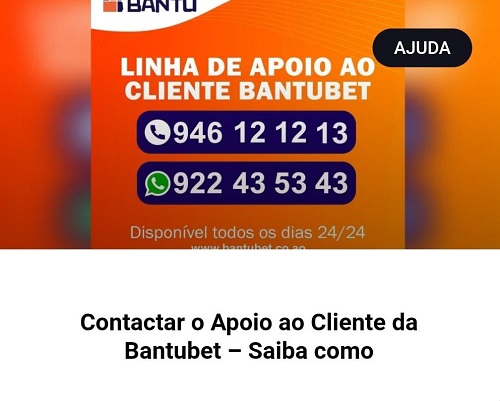 BANTU
AJUDA
LINHA DE APOIO AO
CLIENTE BANTUBET
946 12 12 13
922 43 53 43
Disponível todos os dias 24/24
www.bantubet.co.ao
Contactar o Apoio ao Cliente da
Bantubet – Saiba como